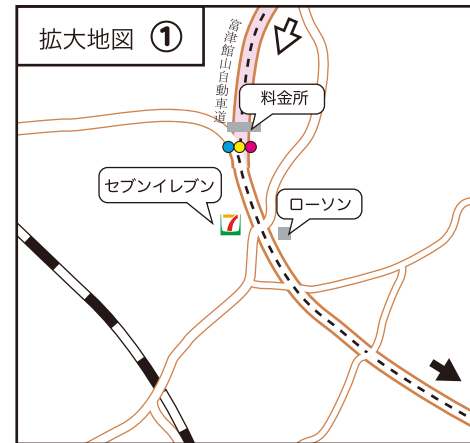 拡大地図 ①
富津館山自動車道
料金所
セブンイレブン
7
ローソン